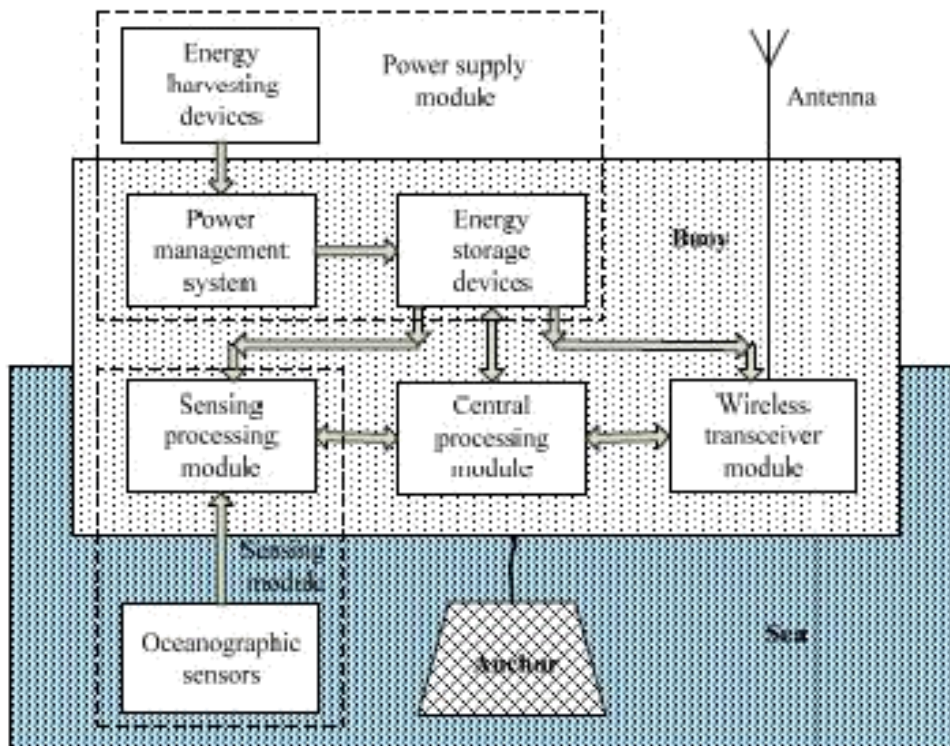 Energy
harvesting
devices
Power supply
module
Antenna
Power
management
system
Energy
storage
devices
Buoy
Sensing
processing
module
Central
processing
module
Wireless
transceiver
module
Sensing
module
Oceanographic
sensors
Anchor
Sea